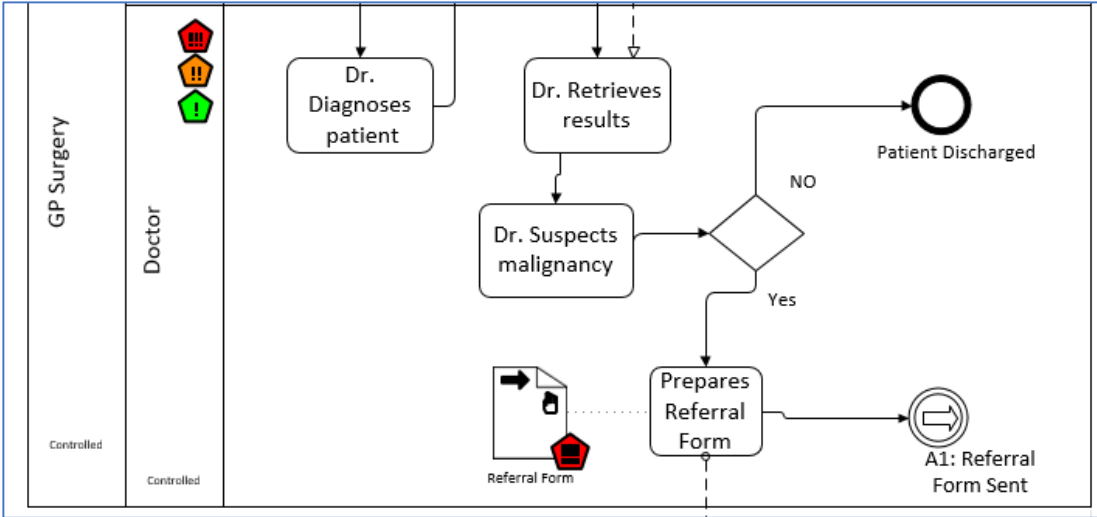 GP Surgery
Controlled
Doctor
Controlled
!!!
!!
!
Dr.
Diagnoses
patient
Dr. Retrieves
results
Patient Discharged
NO
Dr. Suspects
malignancy
Yes
Prepares
Referral
Form
Referral Form
A1: Referral
Form Sent